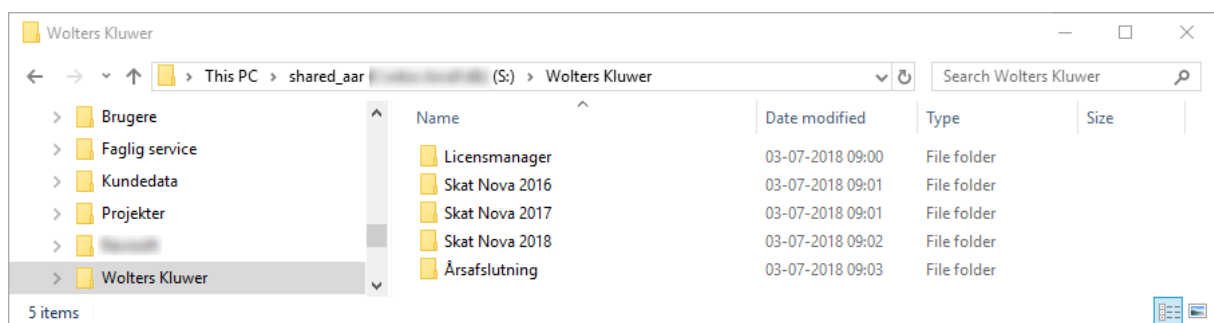 Wolters Kluwer
This PC > shared_aar (S:) > Wolters Kluwer
Search Wolters Kluwer
Name Date modified Type Size
Brugere
Faglig service
Kundedata
Projekter
Wolters Kluwer
Licensmanager 03-07-2018 09:00 File folder
Skat Nova 2016 03-07-2018 09:01 File folder
Skat Nova 2017 03-07-2018 09:01 File folder
Skat Nova 2018 03-07-2018 09:02 File folder
Årsafslutning 03-07-2018 09:03 File folder
5 items